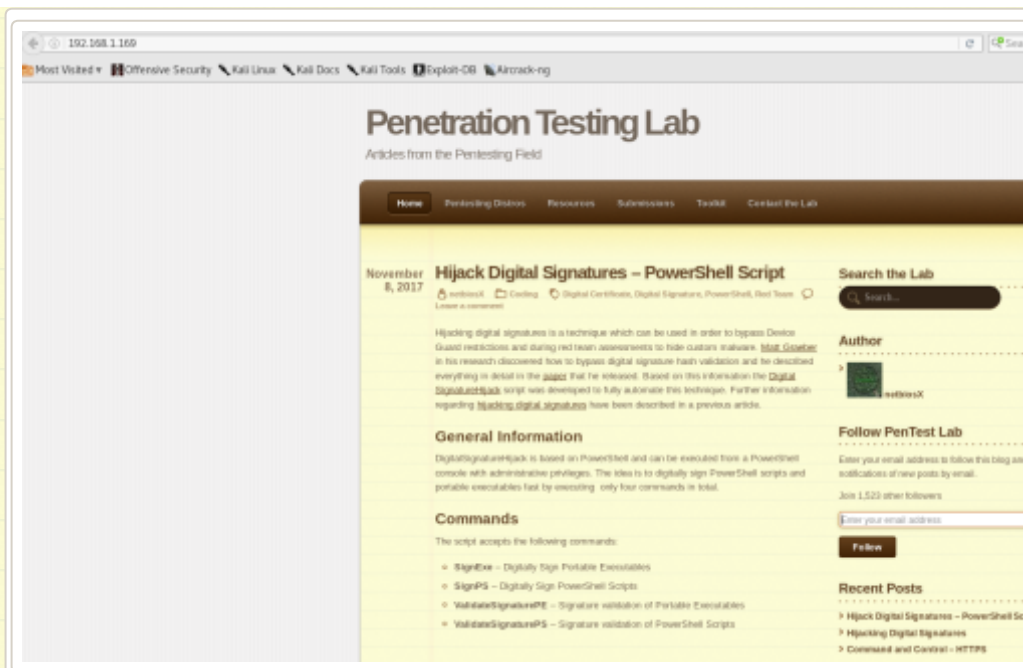 192.168.1.169
Most Visited Offensive Security Kali Linux Kali Docs Kali Tools Exploit-DB Aircrack-ng
Penetration Testing Lab
Articles from the Pentesting Field
Home Pentesting Distros Resources Submissions Toolkit Contact the Lab
November
8, 2017
Hijack Digital Signatures – PowerShell Script
netbiosX Coding Digital Certificate, Digital Signature, PowerShell, Red Team
Leave a comment
Hijacking digital signatures is a technique which can be used in order to bypass Device
Guard restrictions and during red team assessments to hide custom malware. Matt Graeber
in his research discovered how to bypass digital signature hash validation and he described
everything in detail in the paper that he released. Based on this information the Digital
SignatureHijack script was developed to fully automate this technique. Further information
regarding hijacking digital signatures have been described in a previous article.
General Information
DigitalSignatureHijack is based on PowerShell and can be executed from a PowerShell
console with administrative privileges. The idea is to digitally sign PowerShell scripts and
portable executables fast by executing only four commands in total.
Commands
The script accepts the following commands:
SignExe – Digitally Sign Portable Executables
SignPS – Digitally Sign PowerShell Scripts
ValidateSignaturePE – Signature validation of Portable Executables
ValidateSignaturePS – Signature validation of PowerShell Scripts
Search the Lab
Search...
Author
netbiosX
Follow PenTest Lab
Enter your email address to follow this blog and
notifications of new posts by email.
Join 1,523 other followers
Enter your email address
Follow
Recent Posts
Hijack Digital Signatures – PowerShell Sc
Hijacking Digital Signatures
Command and Control – HTTPS